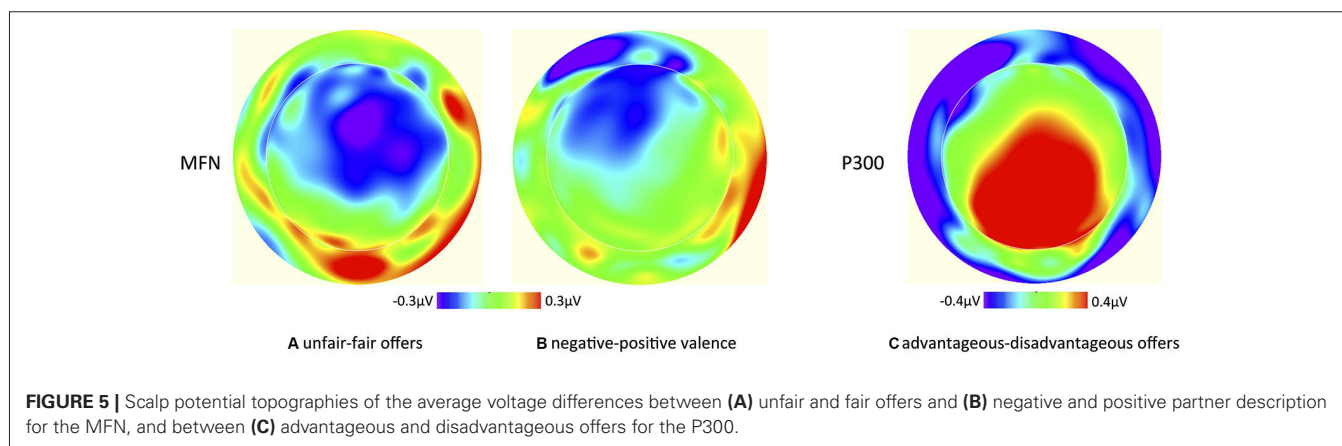 MFN
P300
-0.3µV 0.3µV
-0.4µV 0.4µV
A unfair-fair offers
B negative-positive valence
C advantageous-disadvantageous offers
FIGURE 5 | Scalp potential topographies of the average voltage differences between (A) unfair and fair offers and (B) negative and positive partner description
for the MFN, and between (C) advantageous and disadvantageous offers for the P300.